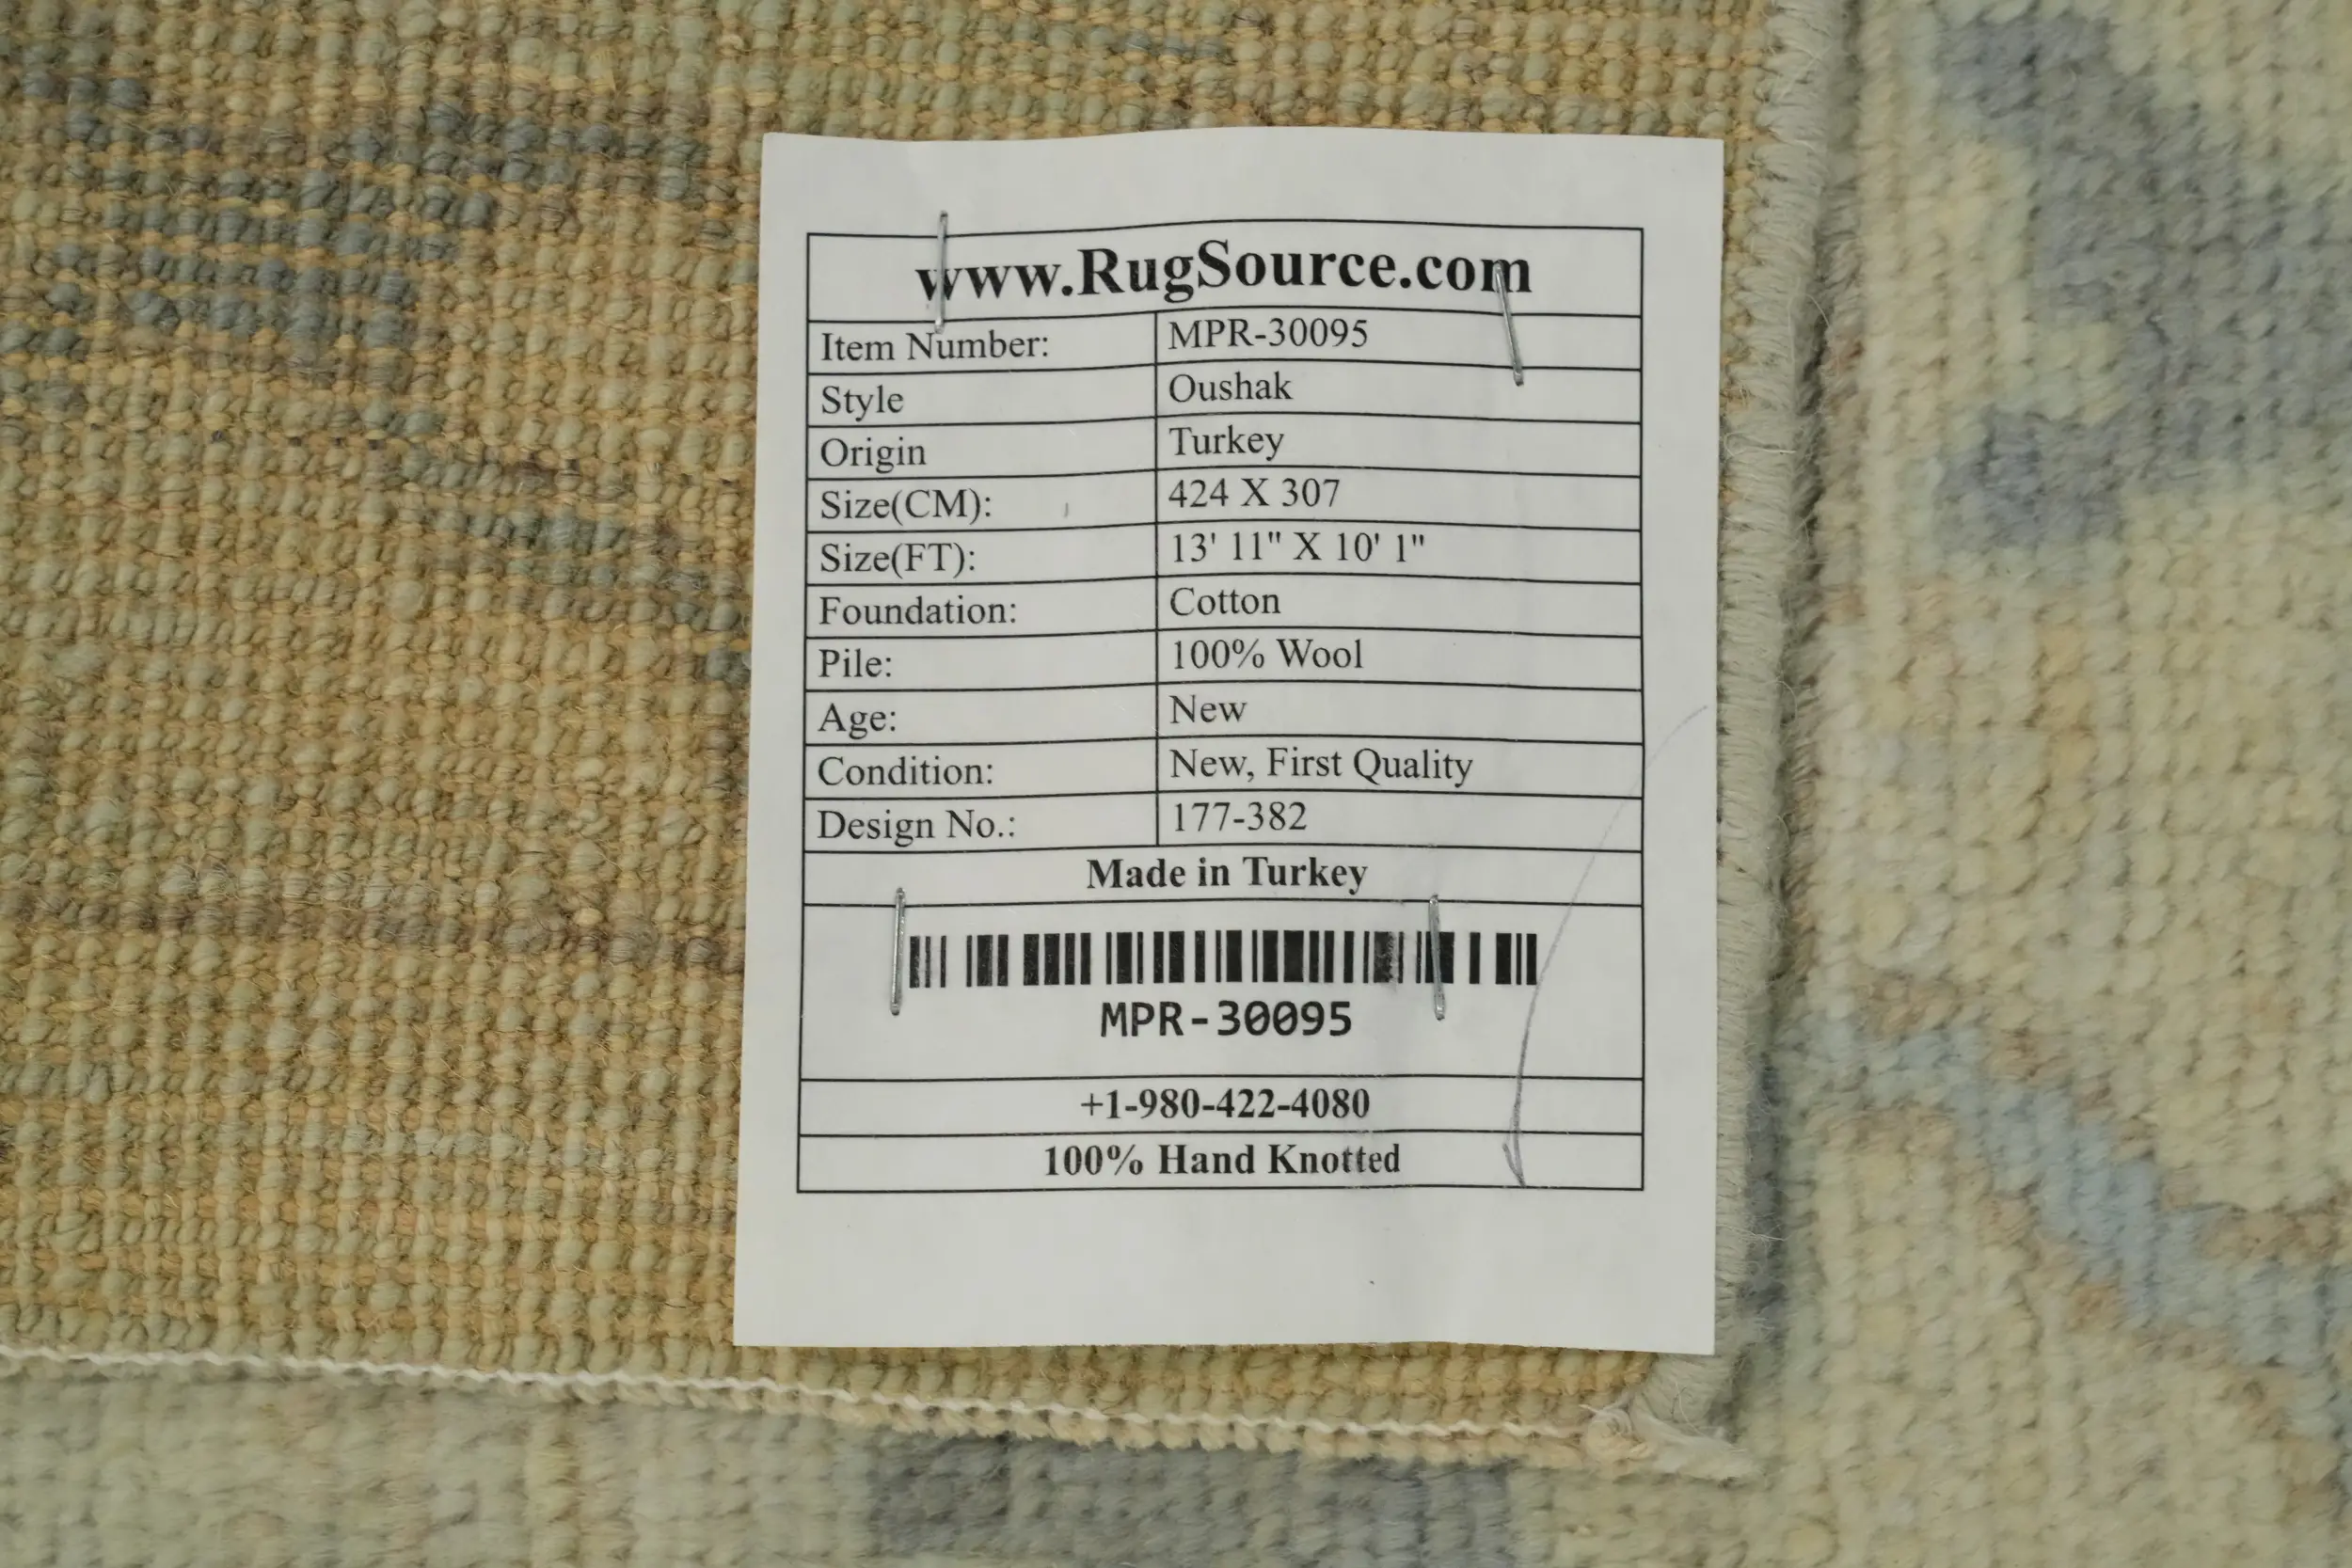 www.RugSource.com
Item Number: MPR-30095
Style Oushak
Origin Turkey
Size(CM): 424 X 307
Size(FT): 13' 11" X 10' 1"
Foundation: Cotton
Pile: 100% Wool
Age: New
Condition: New, First Quality
Design No.: 177-382
Made in Turkey
MPR-30095
+1-980-422-4080
100% Hand Knotted